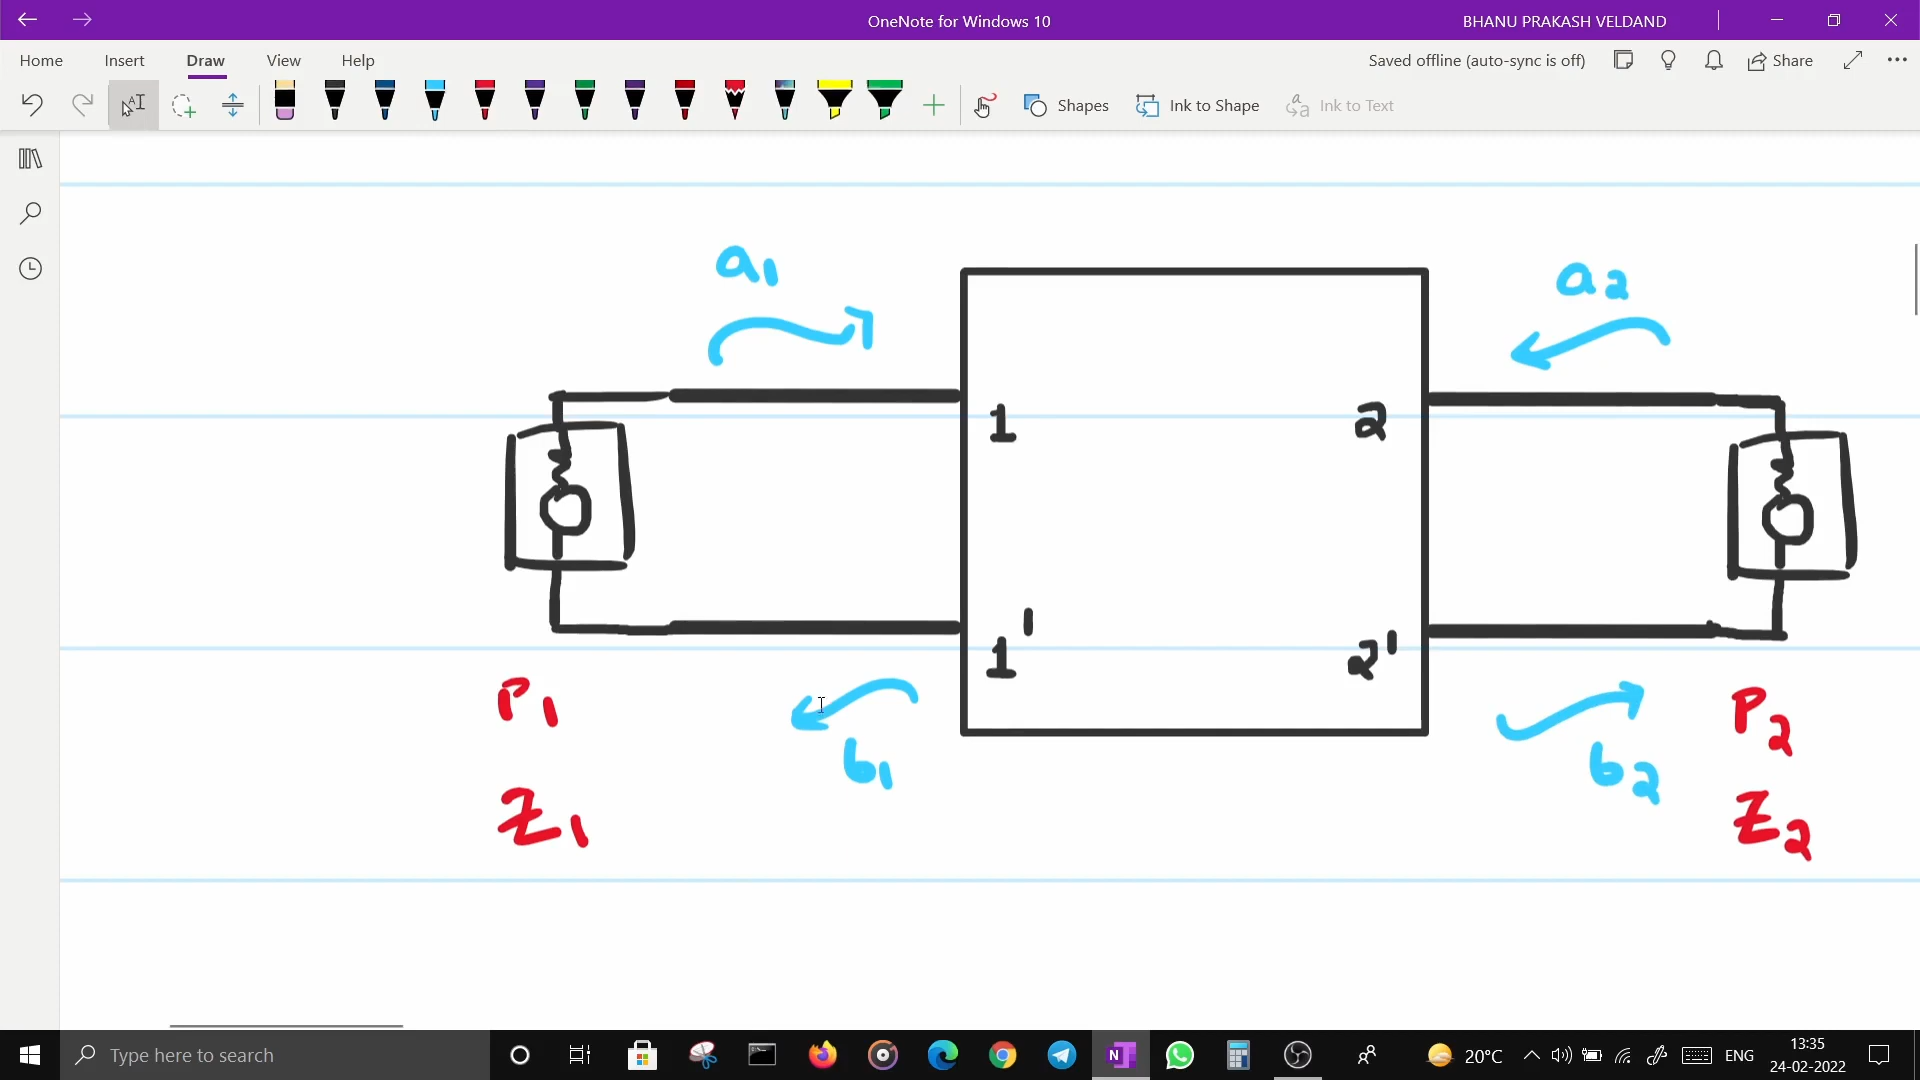 OneNote for Windows 10
BHANU PRAKASH VELDAND
Home Insert Draw View Help
Saved offline (auto-sync is off) Share
Shapes Ink to Shape Ink to Text
a1 a2
1 2
1' 2'
P1 b1 b2 P2
Z1 Z2
Type here to search
20°C ENG 13:35
24-02-2022